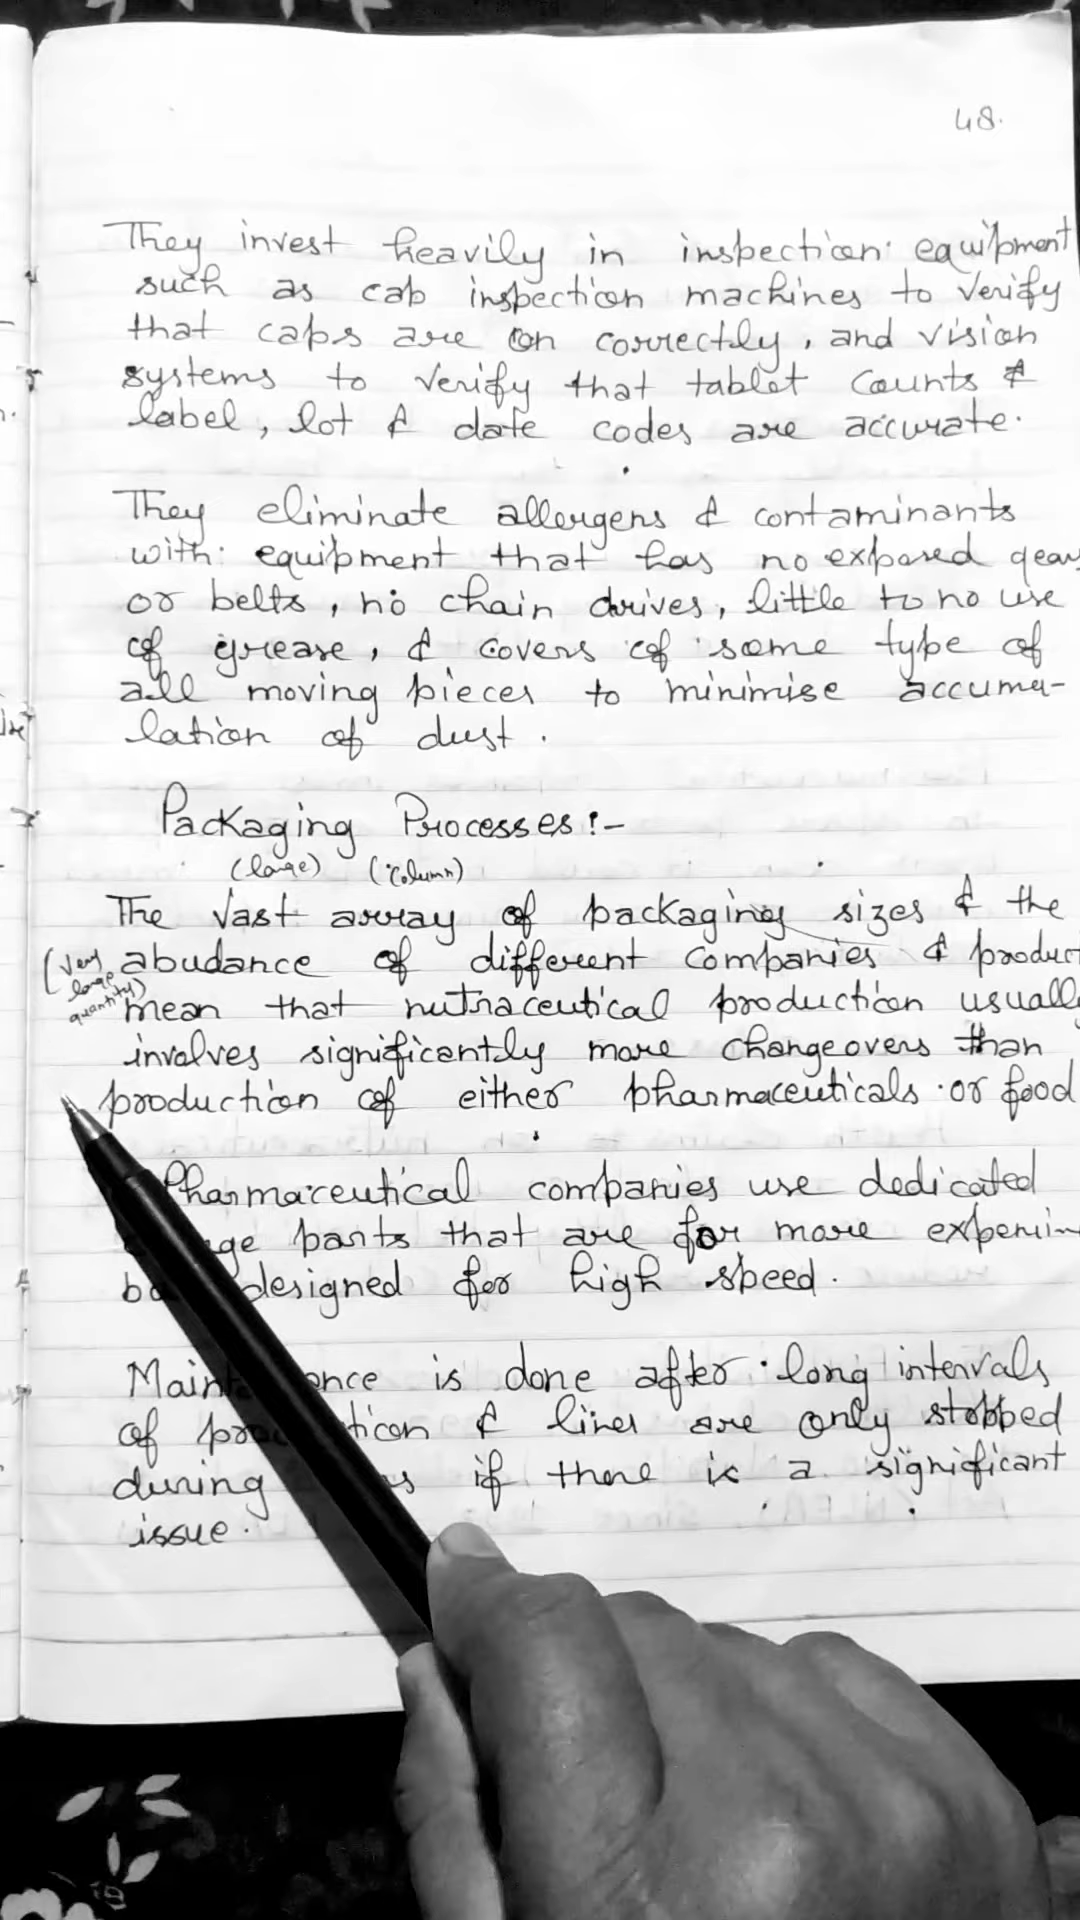 48.
They invest heavily in inspection equipment
such as cap inspection machines to verify
that caps are on correctly, and vision
systems to verify that tablet counts &
label, lot & date codes are accurate.
They eliminate allergens & contaminants
with equipment that has no exposed gears
or belts, no chain drives, little to no use
of grease, & covers of some type of
all moving pieces to minimise accuma-
lation of dust.
Packaging Processes :-
(large) (column)
The vast array of packaging sizes & the
(very large quantity) abudance of different companies & product
mean that nutraceutical production usually
involves significantly more changeovers than
production of either pharmaceuticals or food
Pharmaceutical companies use dedicated
parts that are far more expensive
designed for high speed.
is done after long intervals
of & lines are only stopped
during if there is a significant
issue.